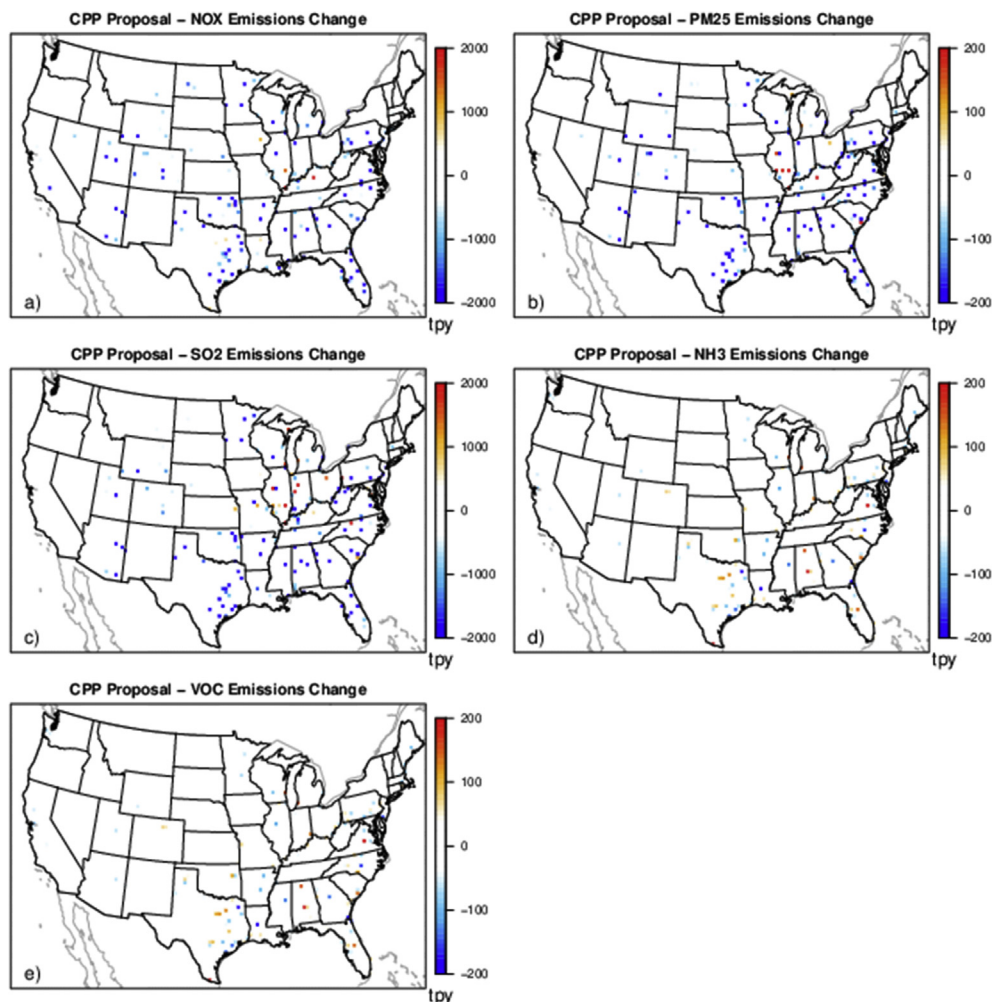 CPP Proposal – NOX Emissions Change
2000
1000
0
−1000
−2000
a)
tpy
CPP Proposal – PM25 Emissions Change
200
100
0
−100
−200
b)
tpy
CPP Proposal – SO2 Emissions Change
2000
1000
0
−1000
−2000
c)
tpy
CPP Proposal – NH3 Emissions Change
200
100
0
−100
−200
d)
tpy
CPP Proposal – VOC Emissions Change
200
100
0
−100
−200
e)
tpy